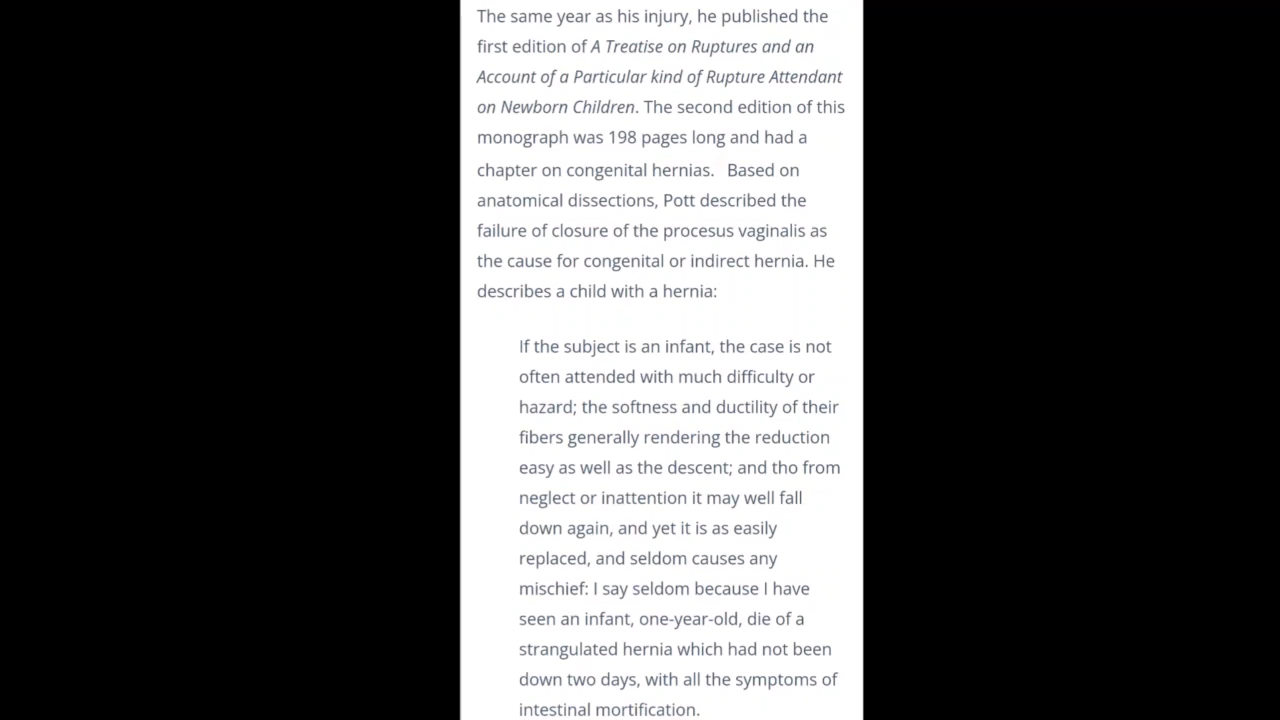 The same year as his injury, he published the
first edition of A Treatise on Ruptures and an
Account of a Particular kind of Rupture Attendant
on Newborn Children. The second edition of this
monograph was 198 pages long and had a
chapter on congenital hernias. Based on
anatomical dissections, Pott described the
failure of closure of the procesus vaginalis as
the cause for congenital or indirect hernia. He
describes a child with a hernia:
If the subject is an infant, the case is not
often attended with much difficulty or
hazard; the softness and ductility of their
fibers generally rendering the reduction
easy as well as the descent; and tho from
neglect or inattention it may well fall
down again, and yet it is as easily
replaced, and seldom causes any
mischief: I say seldom because I have
seen an infant, one-year-old, die of a
strangulated hernia which had not been
down two days, with all the symptoms of
intestinal mortification.